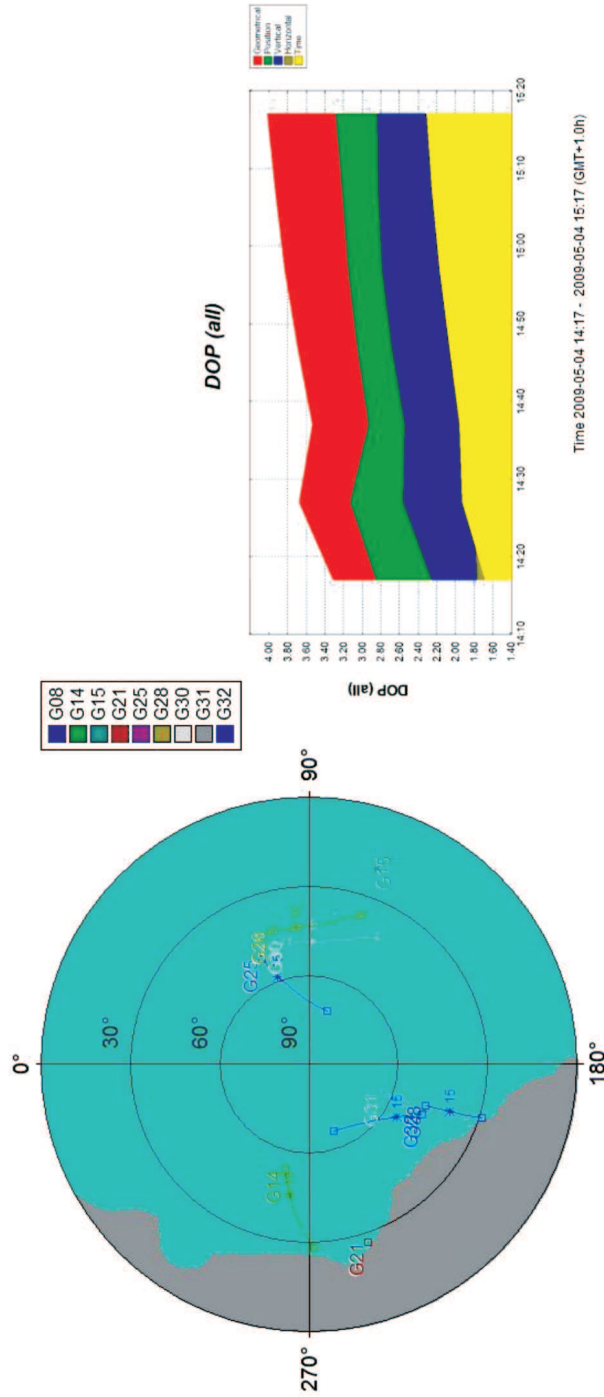 0°
30°
60°
90°
90°
180°
270°
G14
G21
G25
G30
G15
15
15
G08
G14
G15
G21
G25
G28
G30
G31
G32
DOP (all)
DOP (all)
4.00
3.80
3.60
3.40
3.20
3.00
2.80
2.60
2.40
2.20
2.00
1.80
1.60
1.40
14:10
14:20
14:30
14:40
14:50
15:00
15:10
15:20
Time 2009-05-04 14:17 - 2009-05-04 15:17 (GMT+1.0h)
Geometrical
Position
Vertical
Horizontal
Time